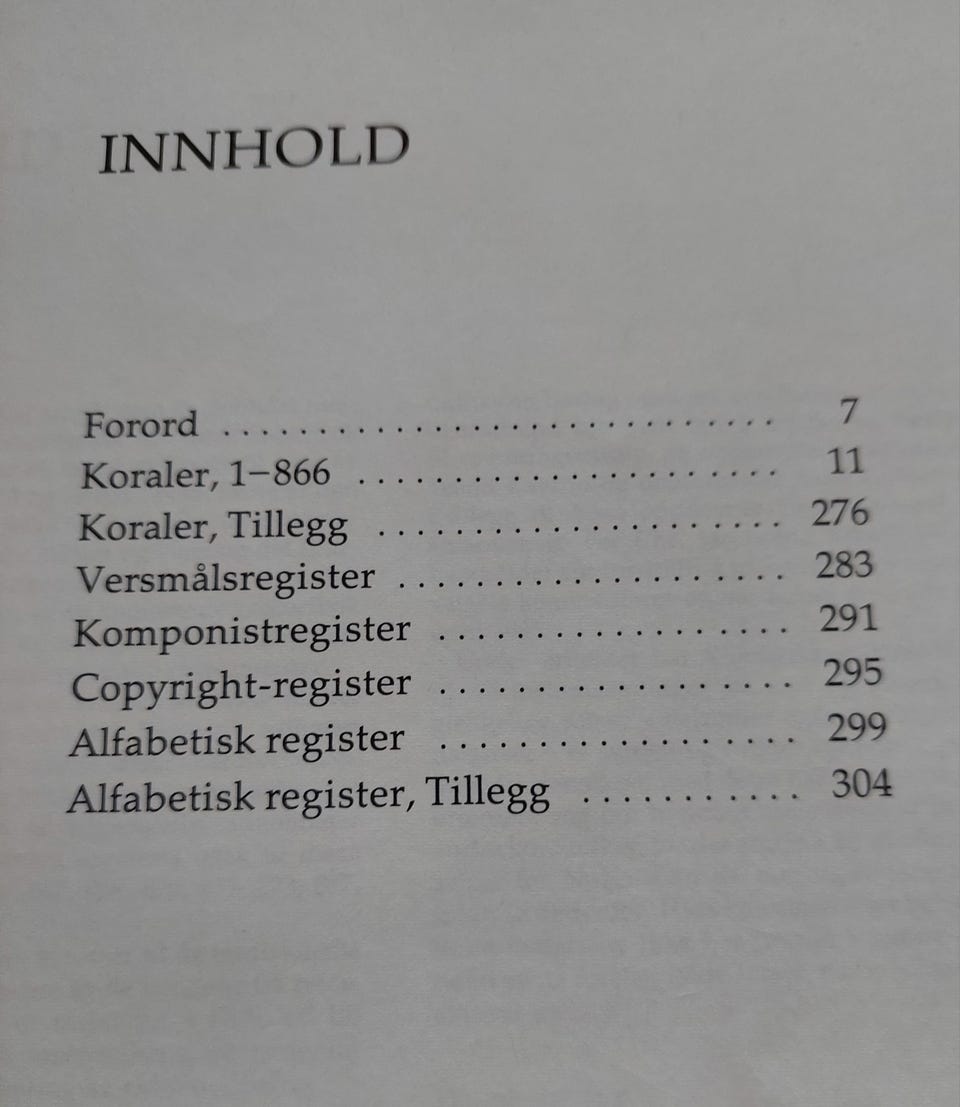 INNHOLD
Forord . . . . . . . . . . . . . . . . . . . . . . . . . . . . . 7
Koraler, 1–866 . . . . . . . . . . . . . . . . . . . . . . 11
Koraler, Tillegg . . . . . . . . . . . . . . . . . . . . . 276
Versmålsregister . . . . . . . . . . . . . . . . . . . . 283
Komponistregister . . . . . . . . . . . . . . . . . . 291
Copyright-register . . . . . . . . . . . . . . . . . . 295
Alfabetisk register . . . . . . . . . . . . . . . . . . 299
Alfabetisk register, Tillegg . . . . . . . . . . . 304